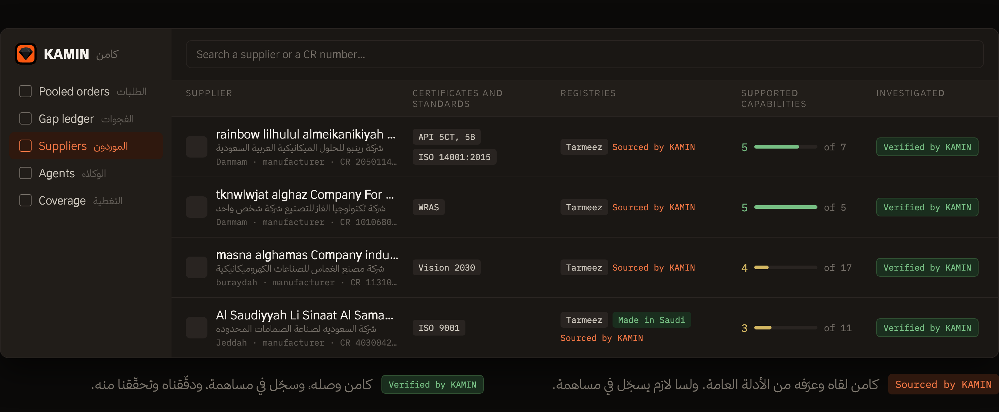 KAMIN كامن
Search a supplier or a CR number...
Pooled orders الطلبات
Gap ledger الفجوات
Suppliers الموردون
Agents الوكلاء
Coverage التغطية
SUPPLIER
CERTIFICATES AND
STANDARDS
REGISTRIES
SUPPORTED
CAPABILITIES
INVESTIGATED
rainbow lilhulul almeikanikiyah ...
شركة رينبو للحلول الميكانيكية العربية السعودية
Dammam · manufacturer · CR 2050114…
API 5CT, 5B
ISO 14001:2015
Tarmeez Sourced by KAMIN
5 of 7
Verified by KAMIN
tknwlwjat alghaz Company For ...
شركة تكنولوجيا الغاز للتصنيع شركة شخص واحد
Dammam · manufacturer · CR 1010680…
WRAS
Tarmeez Sourced by KAMIN
5 of 5
Verified by KAMIN
masna alghamas Company indu...
شركة مصنع الغماس للصناعات الكهروميكانيكية
buraydah · manufacturer · CR 11310…
Vision 2030
Tarmeez Sourced by KAMIN
4 of 17
Verified by KAMIN
Al Saudiyyah Li Sinaat Al Sama...
شركة السعوديه لصناعة الصمامات المحدوده
Jeddah · manufacturer · CR 4030042…
ISO 9001
Tarmeez Made in Saudi
Sourced by KAMIN
3 of 11
Verified by KAMIN
Sourced by KAMIN كامن لقاه وعرّفه من الأدلة العامة. ولسا لازم يسجّل في مساهمة.
Verified by KAMIN كامن وصله، وسجّل في مساهمة، ودقّقناه وتحقّقنا منه.